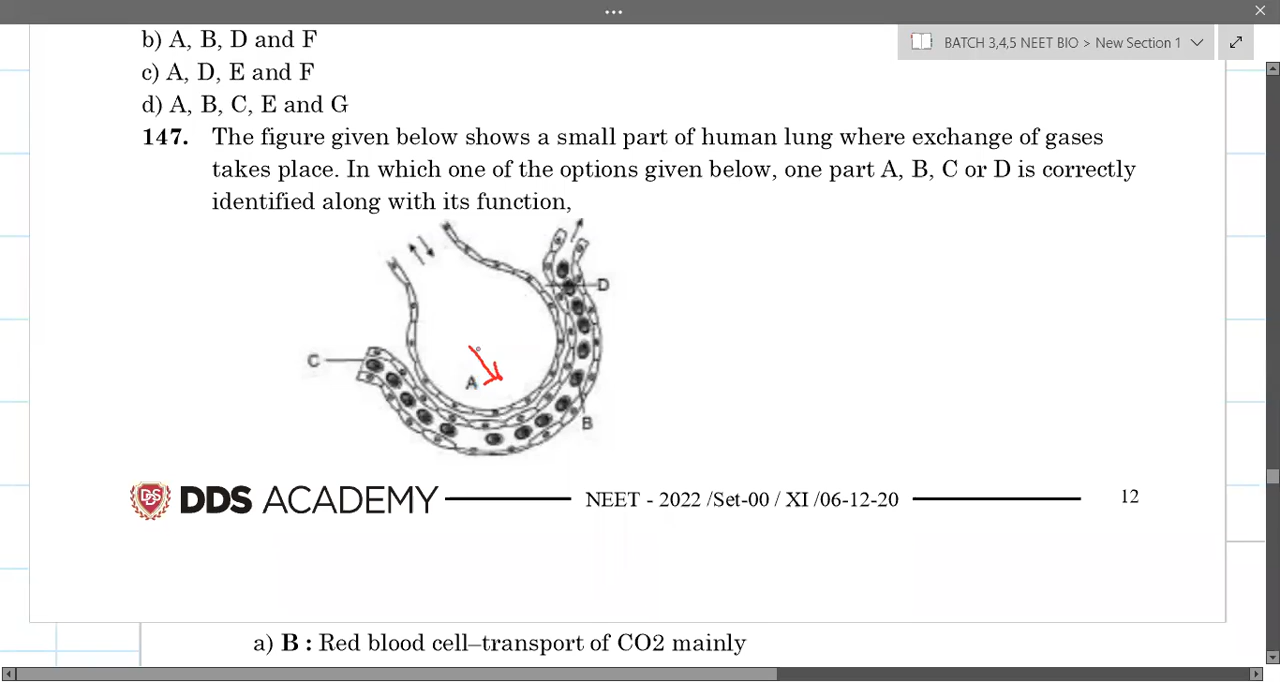 ...
BATCH 3,4,5 NEET BIO > New Section 1
b) A, B, D and F
c) A, D, E and F
d) A, B, C, E and G
147. The figure given below shows a small part of human lung where exchange of gases
takes place. In which one of the options given below, one part A, B, C or D is correctly
identified along with its function,
D
C
A
B
DDS ACADEMY NEET - 2022 /Set-00 / XI /06-12-20 12
a) B : Red blood cell–transport of CO2 mainly